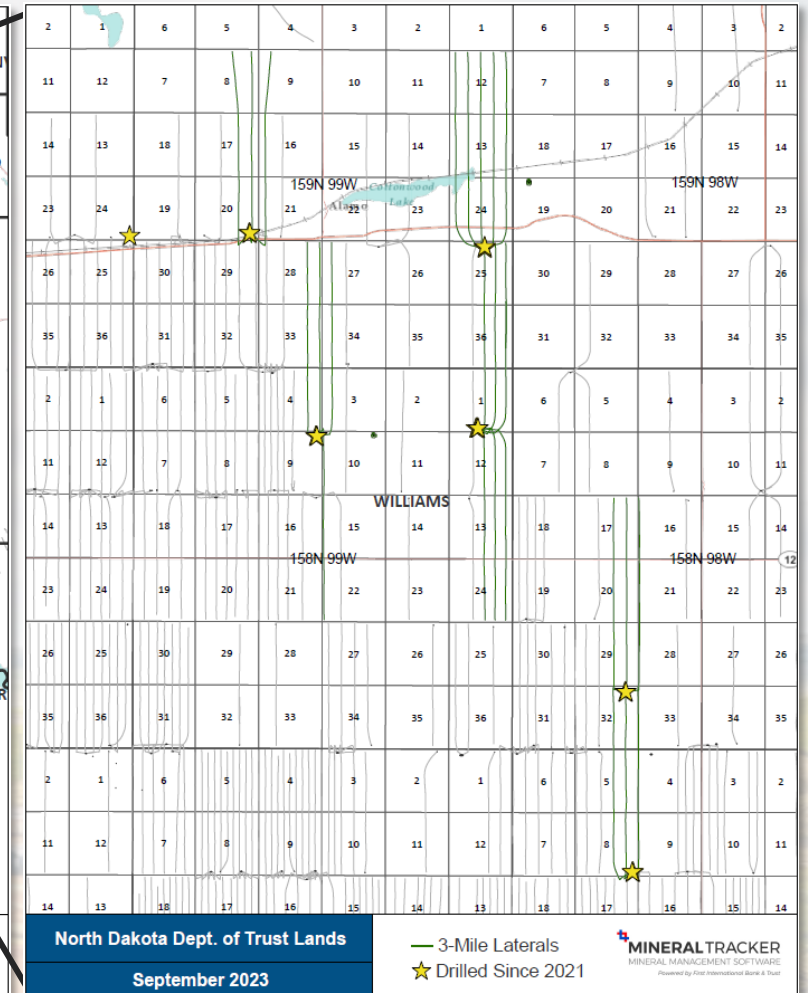 2 1 6 5 4 3 2 1 6 5 4 3 2
11 12 7 8 9 10 11 12 7 8 9 10 11
14 13 18 17 16 15 14 13 18 17 16 15 14
159N 99W Cottonwood 159N 98W
Alamo Lake
23 24 19 20 21 22 23 24 19 20 21 22 23
26 25 30 29 28 27 26 25 30 29 28 27 26
35 36 31 32 33 34 35 36 31 32 33 34 35
2 1 6 5 4 3 2 1 6 5 4 3 2
11 12 7 8 9 10 11 12 7 8 9 10 11
WILLIAMS
14 13 18 17 16 15 14 13 18 17 16 15 14
158N 99W 158N 98W 12
23 24 19 20 21 22 23 24 19 20 21 22 23
26 25 30 29 28 27 26 25 30 29 28 27 26
35 36 31 32 33 34 35 36 31 32 33 34 35
2 1 6 5 4 3 2 1 6 5 4 3 2
11 12 7 8 9 10 11 12 7 8 9 10 11
14 13 18 17 16 15 14 13 18 17 16 15 14
North Dakota Dept. of Trust Lands
September 2023
3-Mile Laterals
Drilled Since 2021
MINERALTRACKER
MINERAL MANAGEMENT SOFTWARE
Powered by First International Bank & Trust